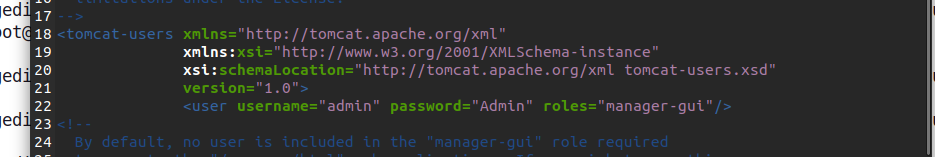 16 limitations under the License.
gedi 17 -->
oot@ 18 <tomcat-users xmlns="http://tomcat.apache.org/xml"
19 xmlns:xsi="http://www.w3.org/2001/XMLSchema-instance"
gedi 20 xsi:schemaLocation="http://tomcat.apache.org/xml tomcat-users.xsd"
21 version="1.0">
22 <user username="admin" password="Admin" roles="manager-gui"/>
gedi 23 <!--
24 By default, no user is included in the "manager-gui" role required